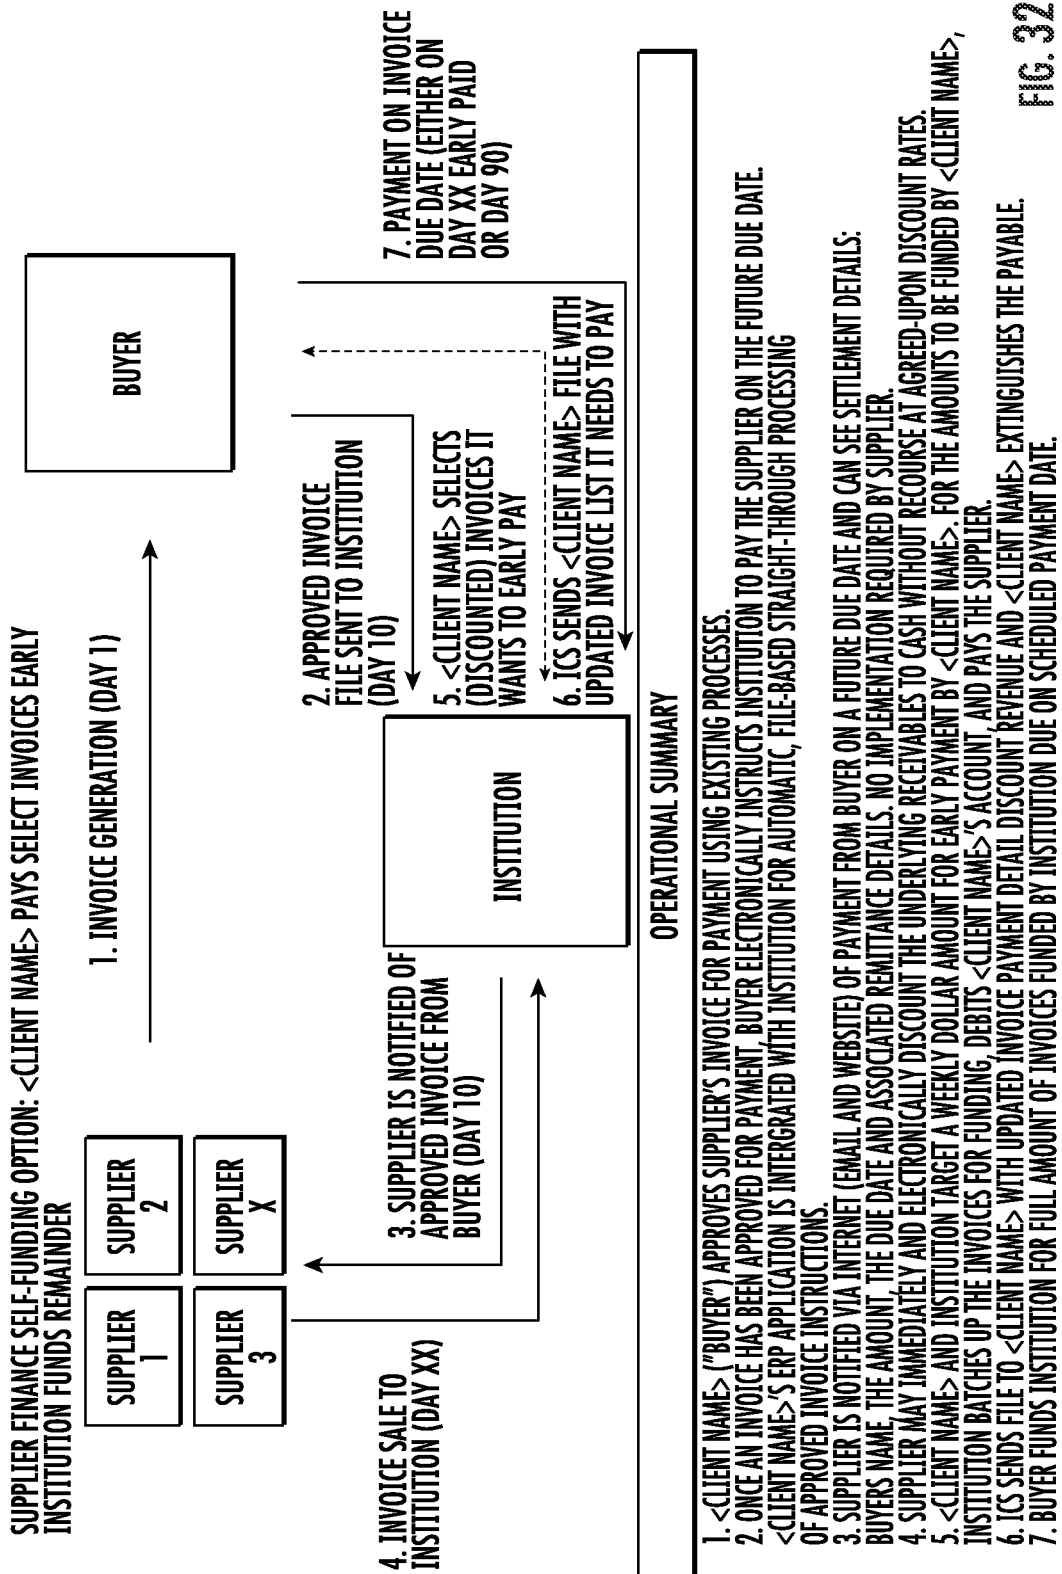 SUPPLIER FINANCE SELF-FUNDING OPTION: <CLIENT NAME> PAYS SELECT INVOICES EARLY
INSTITUTION FUNDS REMAINDER
SUPPLIER
1
SUPPLIER
2
SUPPLIER
3
SUPPLIER
X
1. INVOICE GENERATION (DAY 1)
BUYER
2. APPROVED INVOICE
FILE SENT TO INSTITUTION
(DAY 10)
3. SUPPLIER IS NOTIFIED OF
APPROVED INVOICE FROM
BUYER (DAY 10)
4. INVOICE SALE TO
INSTITUTION (DAY XX)
INSTITUTION
5. <CLIENT NAME> SELECTS
(DISCOUNTED) INVOICES IT
WANTS TO EARLY PAY
6. ICS SENDS <CLIENT NAME> FILE WITH
UPDATED INVOICE LIST IT NEEDS TO PAY
7. PAYMENT ON INVOICE
DUE DATE (EITHER ON
DAY XX EARLY PAID
OR DAY 90)
OPERATIONAL SUMMARY
1. <CLIENT NAME> ("BUYER") APPROVES SUPPLIER'S INVOICE FOR PAYMENT USING EXISTING PROCESSES.
2. ONCE AN INVOICE HAS BEEN APPROVED FOR PAYMENT, BUYER ELECTRONICALLY INSTRUCTS INSTITUTION TO PAY THE SUPPLIER ON THE FUTURE DUE DATE.
<CLIENT NAME>'S ERP APPLICATION IS INTERGRATED WITH INSTITUTION FOR AUTOMATIC, FILE-BASED STRAIGHT-THROUGH PROCESSING
OF APPROVED INVOICE INSTRUCTIONS.
3. SUPPLIER IS NOTIFIED VIA INTERNET (EMAIL AND WEBSITE) OF PAYMENT FROM BUYER ON A FUTURE DUE DATE AND CAN SEE SETTLEMENT DETAILS:
BUYERS NAME, THE AMOUNT, THE DUE DATE AND ASSOCIATED REMITTANCE DETAILS. NO IMPLEMENTATION REQUIRED BY SUPPLIER.
4. SUPPLIER MAY IMMEDIATELY AND ELECTRONICALLY DISCOUNT THE UNDERLYING RECEIVABLES TO CASH WITHOUT RECOURSE AT AGREED-UPON DISCOUNT RATES.
5. <CLIENT NAME> AND INSTITUTION TARGET A WEEKLY DOLLAR AMOUNT FOR EARLY PAYMENT BY <CLIENT NAME>. FOR THE AMOUNTS TO BE FUNDED BY <CLIENT NAME>,
INSTITUTION BATCHES UP THE INVOICES FOR FUNDING, DEBITS <CLIENT NAME>'S ACCOUNT, AND PAYS THE SUPPLIER.
6. ICS SENDS FILE TO <CLIENT NAME> WITH UPDATED INVOICE PAYMENT DETAIL DISCOUNT REVENUE AND <CLIENT NAME> EXTINGUISHES THE PAYABLE.
7. BUYER FUNDS INSTITUTION FOR FULL AMOUNT OF INVOICES FUNDED BY INSTITUTION DUE ON SCHEDULED PAYMENT DATE.
FIG. 32